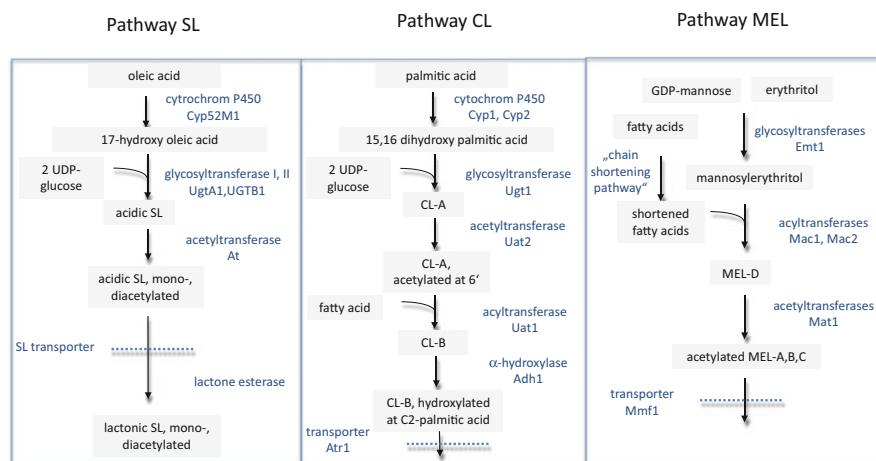 Pathway SL
oleic acid
cytrochrom P450
Cyp52M1
17-hydroxy oleic acid
2 UDP-
glucose
glycosyltransferase I, II
UgtA1,UGTB1
acidic SL
acetyltransferase
At
acidic SL, mono-,
diacetylated
SL transporter
lactone esterase
lactonic SL, mono-,
diacetylated
Pathway CL
palmitic acid
cytochrom P450
Cyp1, Cyp2
15,16 dihydroxy palmitic acid
2 UDP-
glucose
glycosyltransferase
Ugt1
CL-A
acetyltransferase
Uat2
CL-A,
acetylated at 6‘
fatty acid
acyltransferase
Uat1
CL-B
α-hydroxylase
Adh1
CL-B, hydroxylated
at C2-palmitic acid
transporter
Atr1
Pathway MEL
GDP-mannose
erythritol
fatty acids
glycosyltransferases
Emt1
„chain
shortening
pathway“
mannosylerythritol
shortened
fatty acids
acyltransferases
Mac1, Mac2
MEL-D
acetyltransferases
Mat1
acetylated MEL-A,B,C
transporter
Mmf1